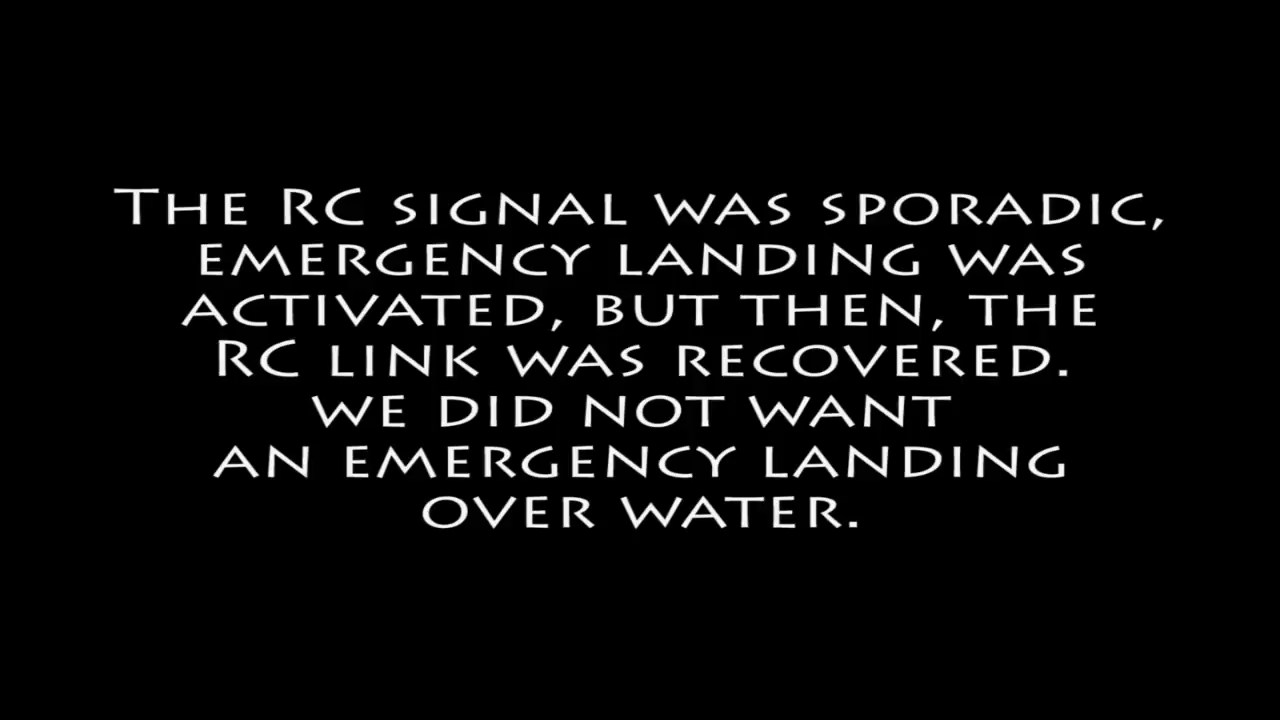 The RC signal was sporadic,
emergency landing was
activated, but then, the
RC link was recovered.
we did not want
an emergency landing
over water.